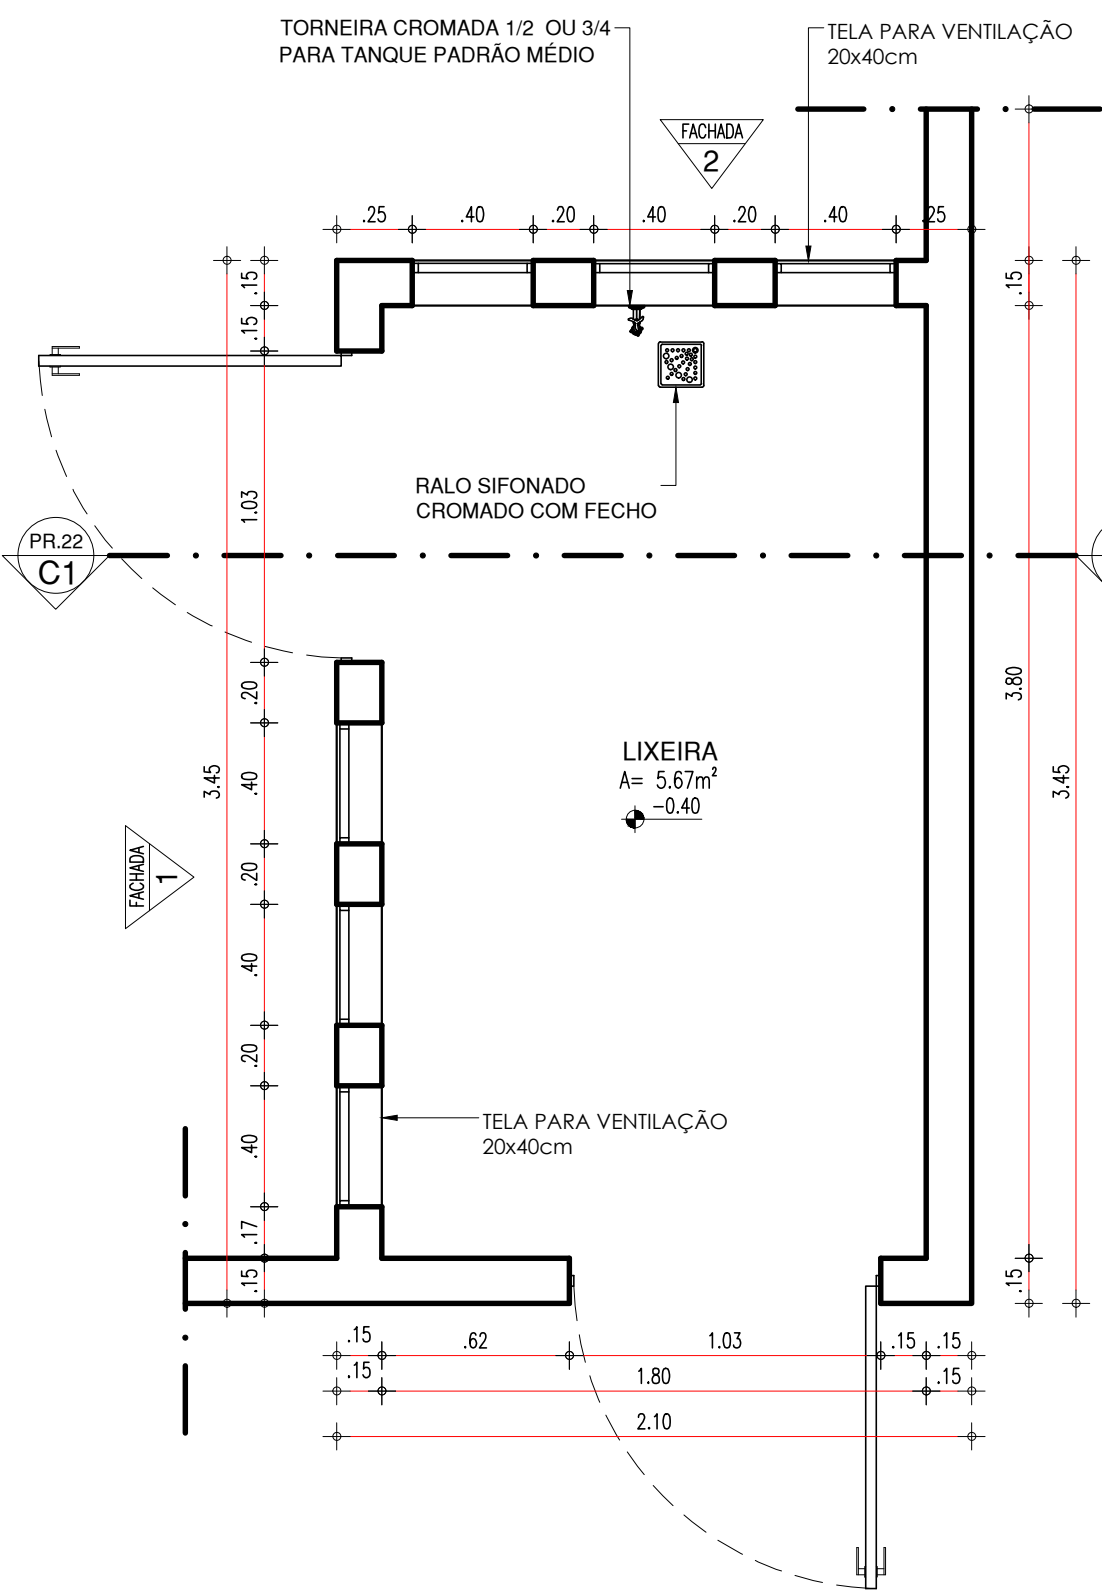 TORNEIRA CROMADA 1/2 OU 3/4
PARA TANQUE PADRÃO MÉDIO
TELA PARA VENTILAÇÃO
20x40cm
FACHADA
2
.25
.40
.20
.40
.20
.40
.25
.15
.15
1.03
.20
.40
.20
.40
.20
.40
.17
.15
3.45
RALO SIFONADO
CROMADO COM FECHO
PR.22
C1
LIXEIRA
A= 5.67m²
-0.40
FACHADA
1
TELA PARA VENTILAÇÃO
20x40cm
.15
3.80
.15
3.45
.15
.62
1.03
.15
.15
.15
1.80
.15
2.10